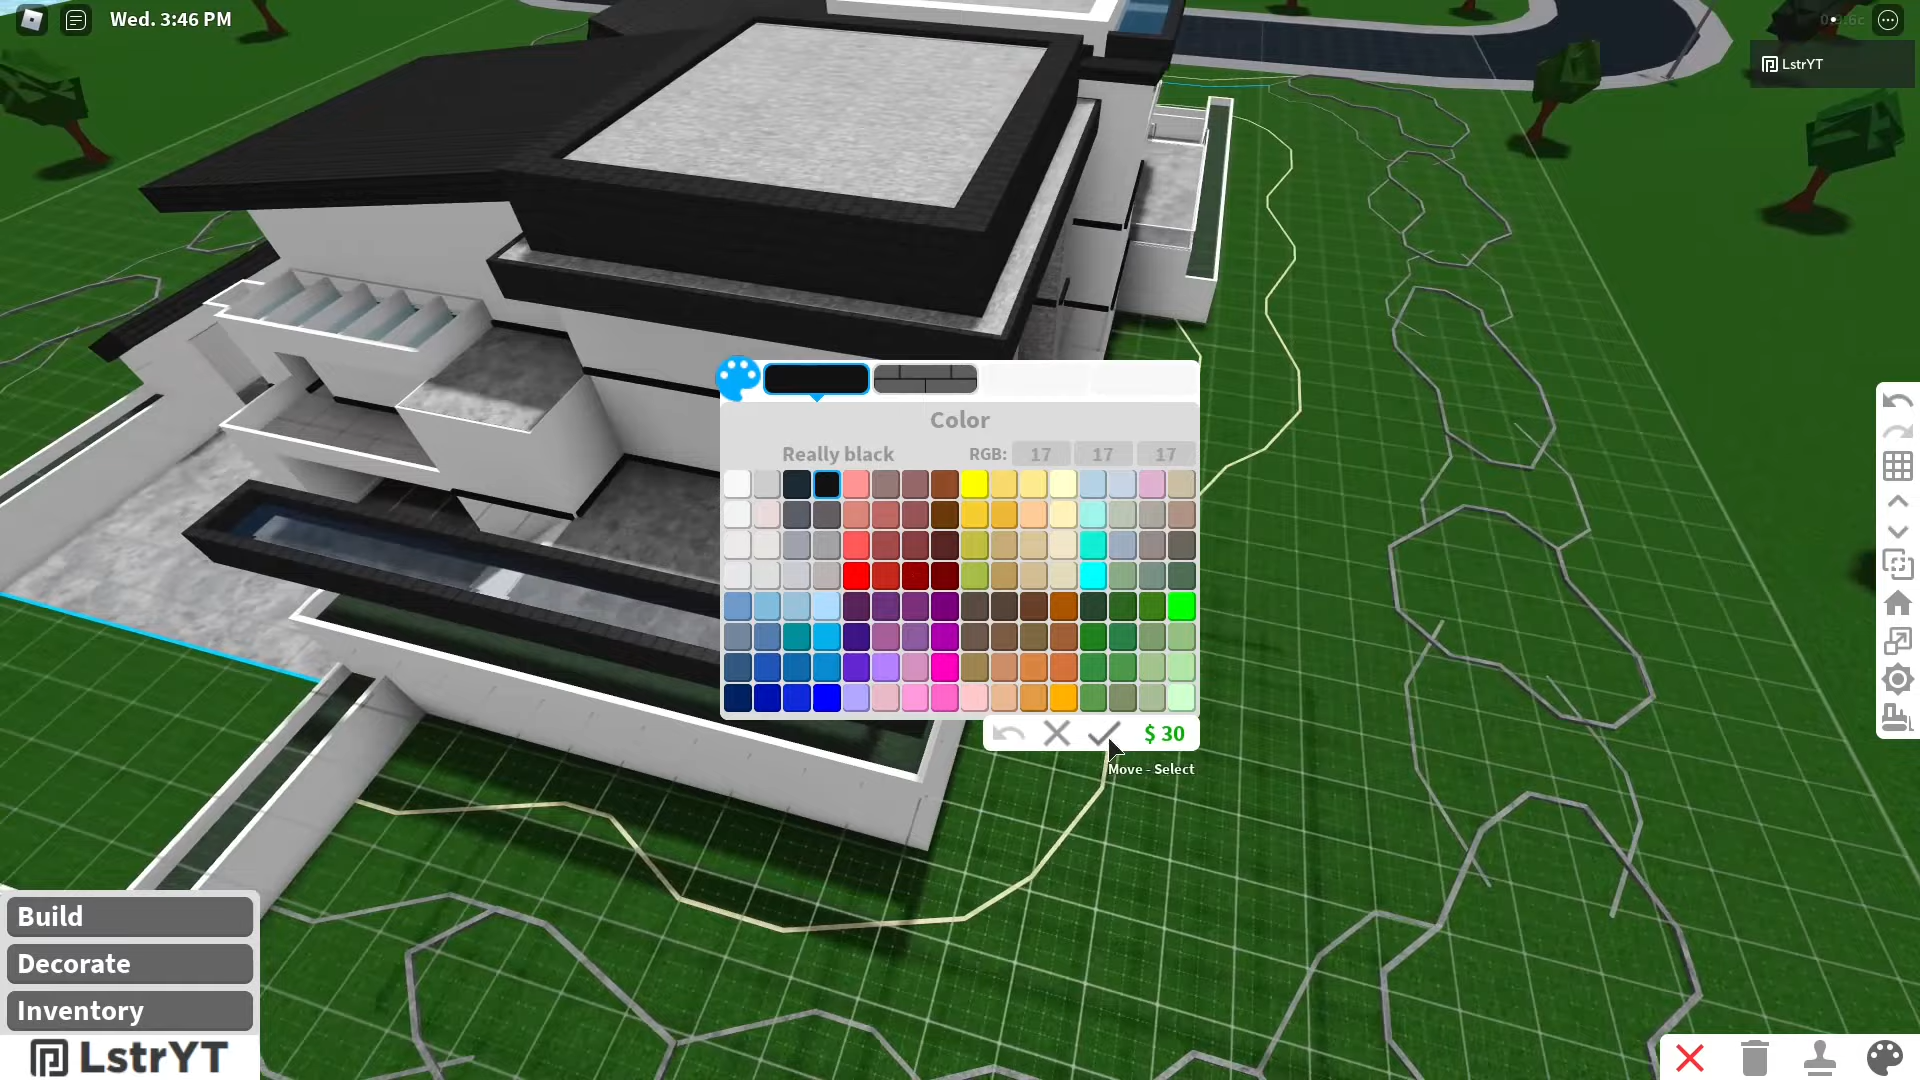 Wed. 3:46 PM
LstrYT
Color
Really black
RGB: 17 17 17
$ 30
Move - Select
Build
Decorate
Inventory
LstrYT